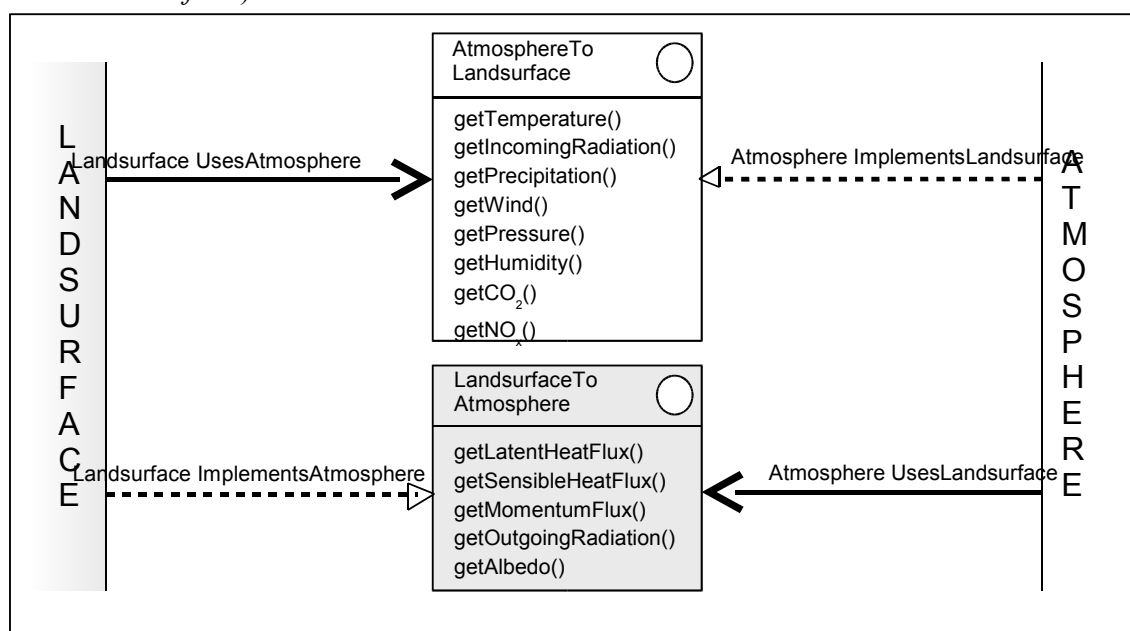 AtmosphereTo
Landsurface
getTemperature()
getIncomingRadiation()
getPrecipitation()
getWind()
getPressure()
getHumidity()
getCO2()
getNOx()
LANDSURFACE
Landsurface UsesAtmosphere
Atmosphere ImplementsLandsurface
ATMOSPHERE
LandsurfaceTo
Atmosphere
getLatentHeatFlux()
getSensibleHeatFlux()
getMomentumFlux()
getOutgoingRadiation()
getAlbedo()
Landsurface ImplementsAtmosphere
Atmosphere UsesLandsurface